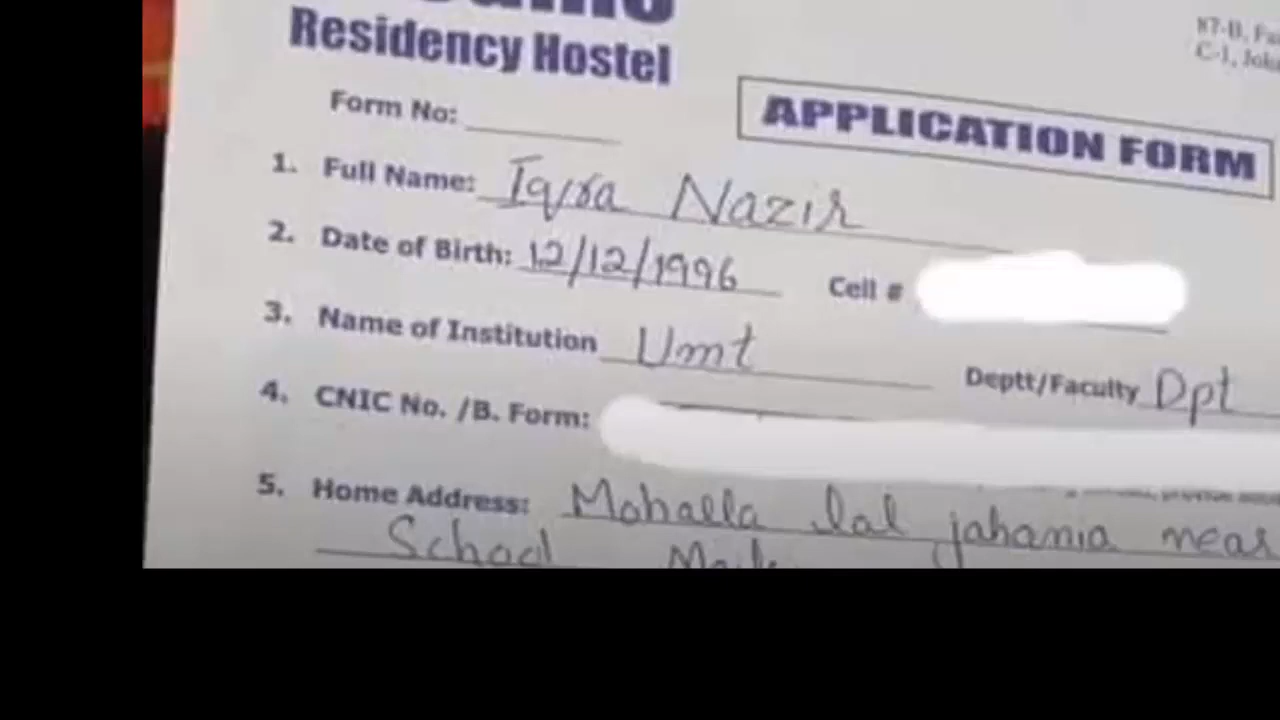 Residency Hostel
87-B,
C-1,
APPLICATION FORM
Form No:
1. Full Name: Iqra Nazir
2. Date of Birth: 12/12/1996 Cell #
3. Name of Institution Umt Deptt/Faculty Dpt
4. CNIC No. /B. Form:
5. Home Address: Mohalla lal jahania near
School